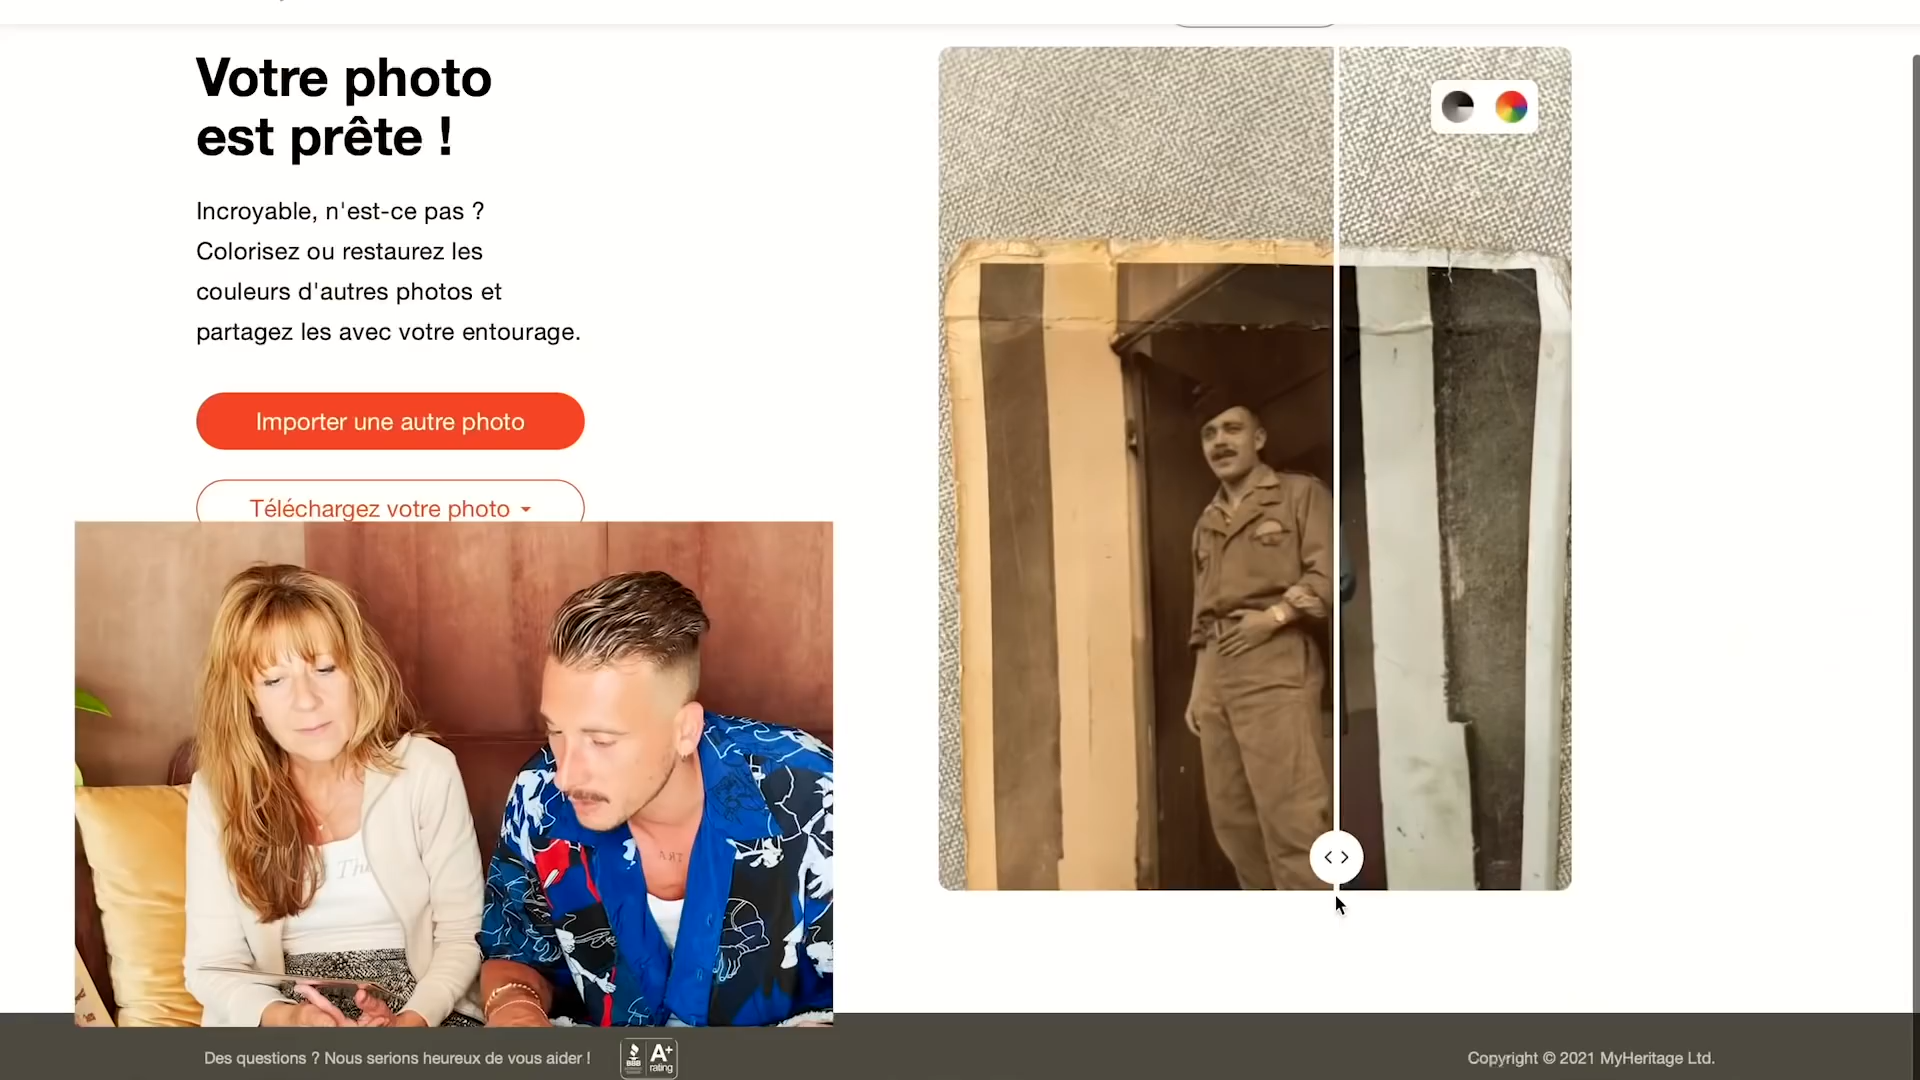 Votre photo
est prête !
Incroyable, n'est-ce pas ?
Colorisez ou restaurez les
couleurs d'autres photos et
partagez les avec votre entourage.
Importer une autre photo
Téléchargez votre photo
ART
Des questions ? Nous serions heureux de vous aider !
BBB
A+
rating
Copyright © 2021 MyHeritage Ltd.